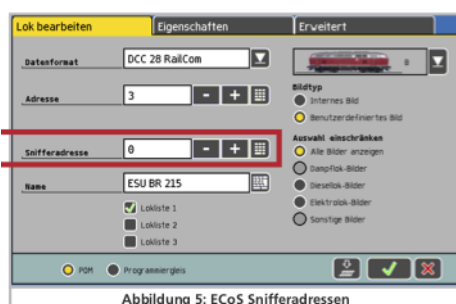 Lok bearbeiten Eigenschaften Erweitert
Datenformat DCC 28 RailCom
Adresse 3 - +
Snifferadresse 0 - +
Name ESU BR 215
Lokliste 1
Lokliste 2
Lokliste 3
0
Bildtyp
Internes Bild
Benutzerdefiniertes Bild
Auswahl einschränken
Alle Bilder anzeigen
Dampflok-Bilder
Diesellok-Bilder
Elektrolok-Bilder
Sonstige Bilder
POM Programmiergleis
Abbildung 5: ECoS Snifferadressen